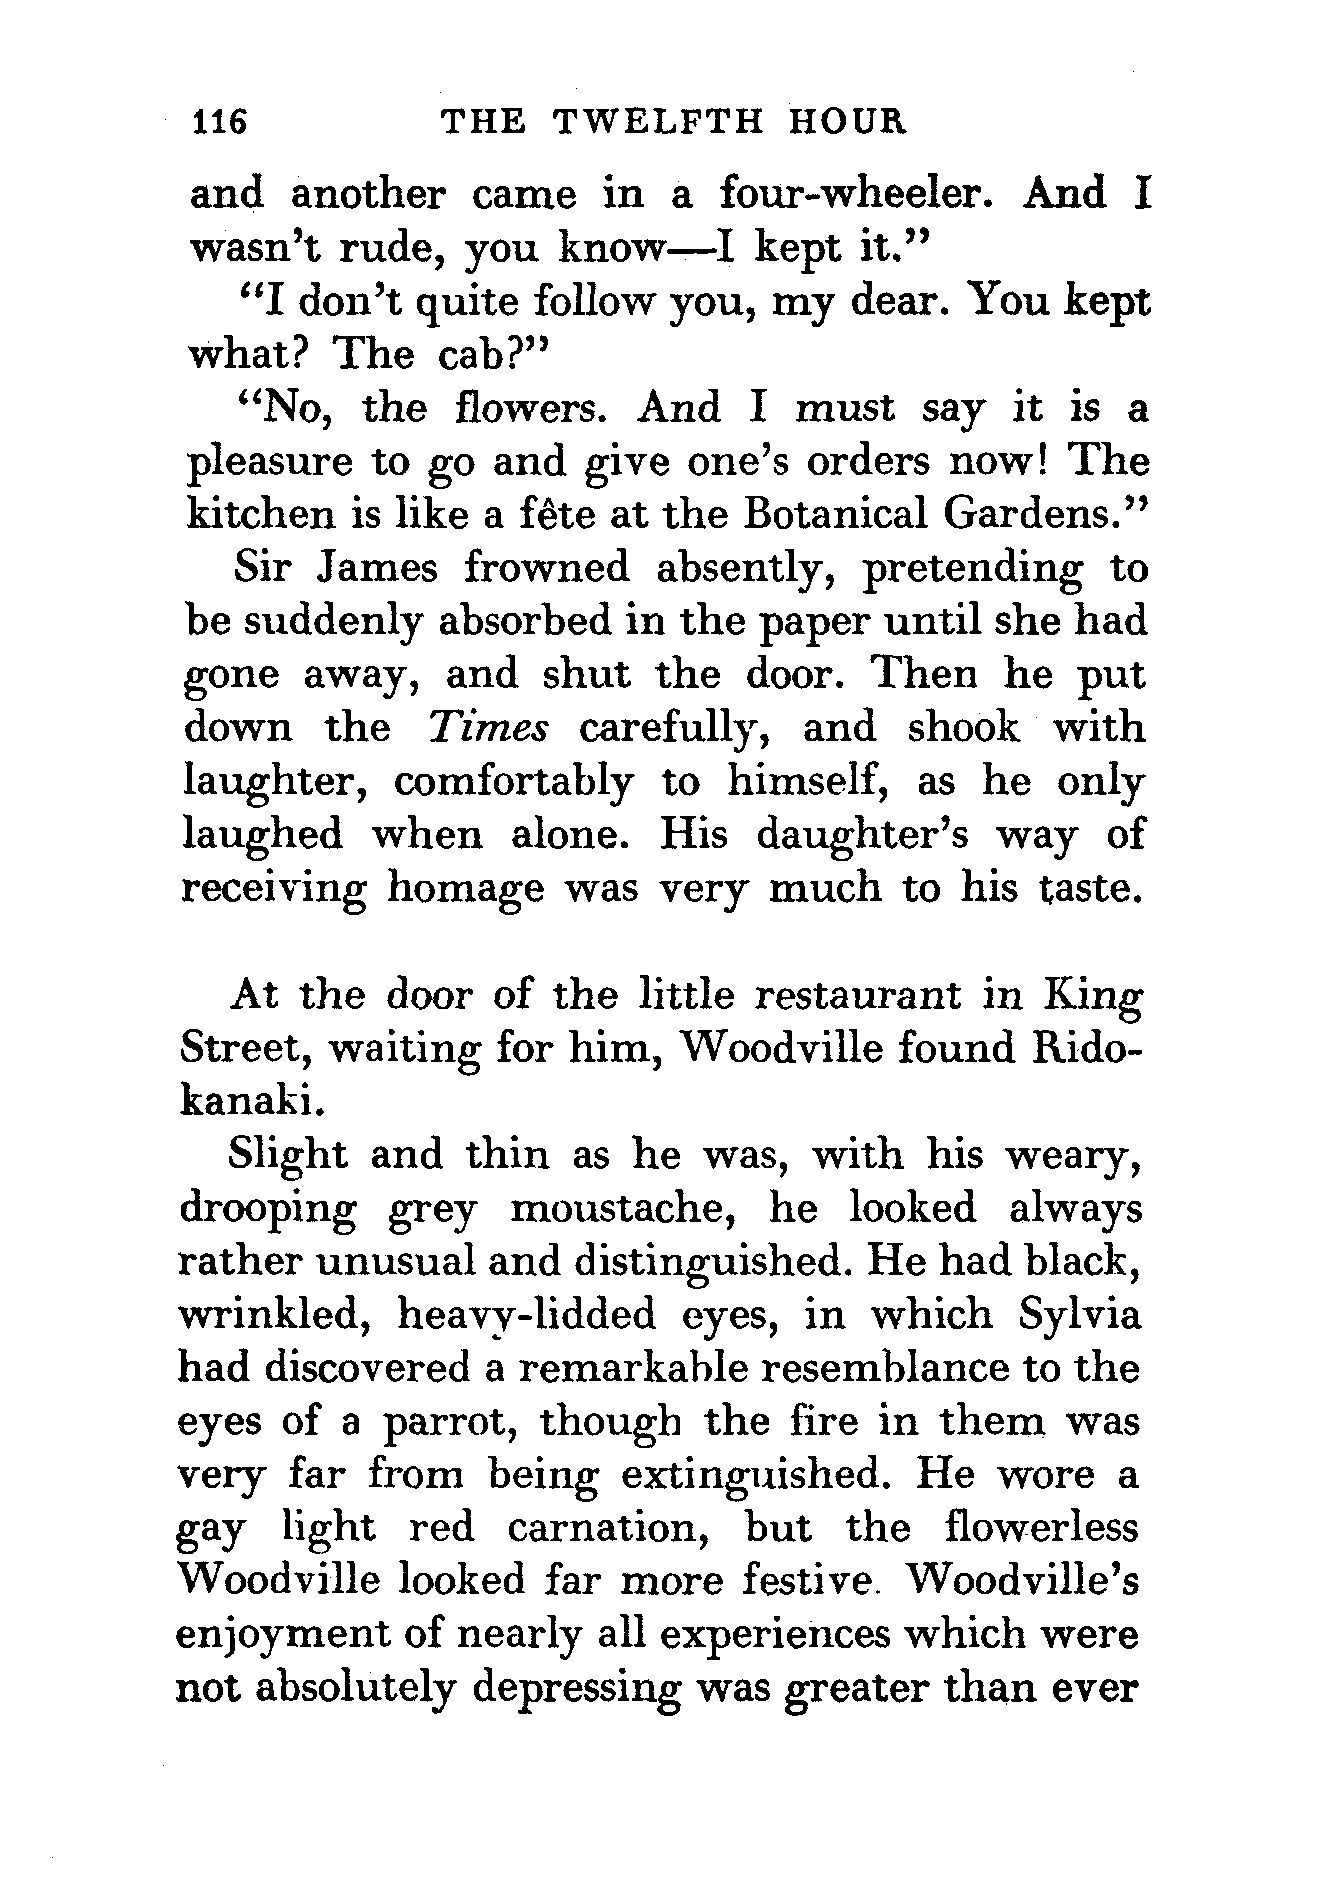 116 THE TWELFTH HOUR
and another came in a four-wheeler. And I
wasn't rude, you know—I kept it."
"I don't quite follow you, my dear. You kept
what? The cab?"
"No, the flowers. And I must say it is a
pleasure to go and give one's orders now! The
kitchen is like a fête at the Botanical Gardens."
Sir James frowned absently, pretending to
be suddenly absorbed in the paper until she had
gone away, and shut the door. Then he put
down the Times carefully, and shook with
laughter, comfortably to himself, as he only
laughed when alone. His daughter's way of
receiving homage was very much to his taste.
At the door of the little restaurant in King
Street, waiting for him, Woodville found Rido-
kanaki.
Slight and thin as he was, with his weary,
drooping grey moustache, he looked always
rather unusual and distinguished. He had black,
wrinkled, heavy-lidded eyes, in which Sylvia
had discovered a remarkable resemblance to the
eyes of a parrot, though the fire in them was
very far from being extinguished. He wore a
gay light red carnation, but the flowerless
Woodville looked far more festive. Woodville's
enjoyment of nearly all experiences which were
not absolutely depressing was greater than ever